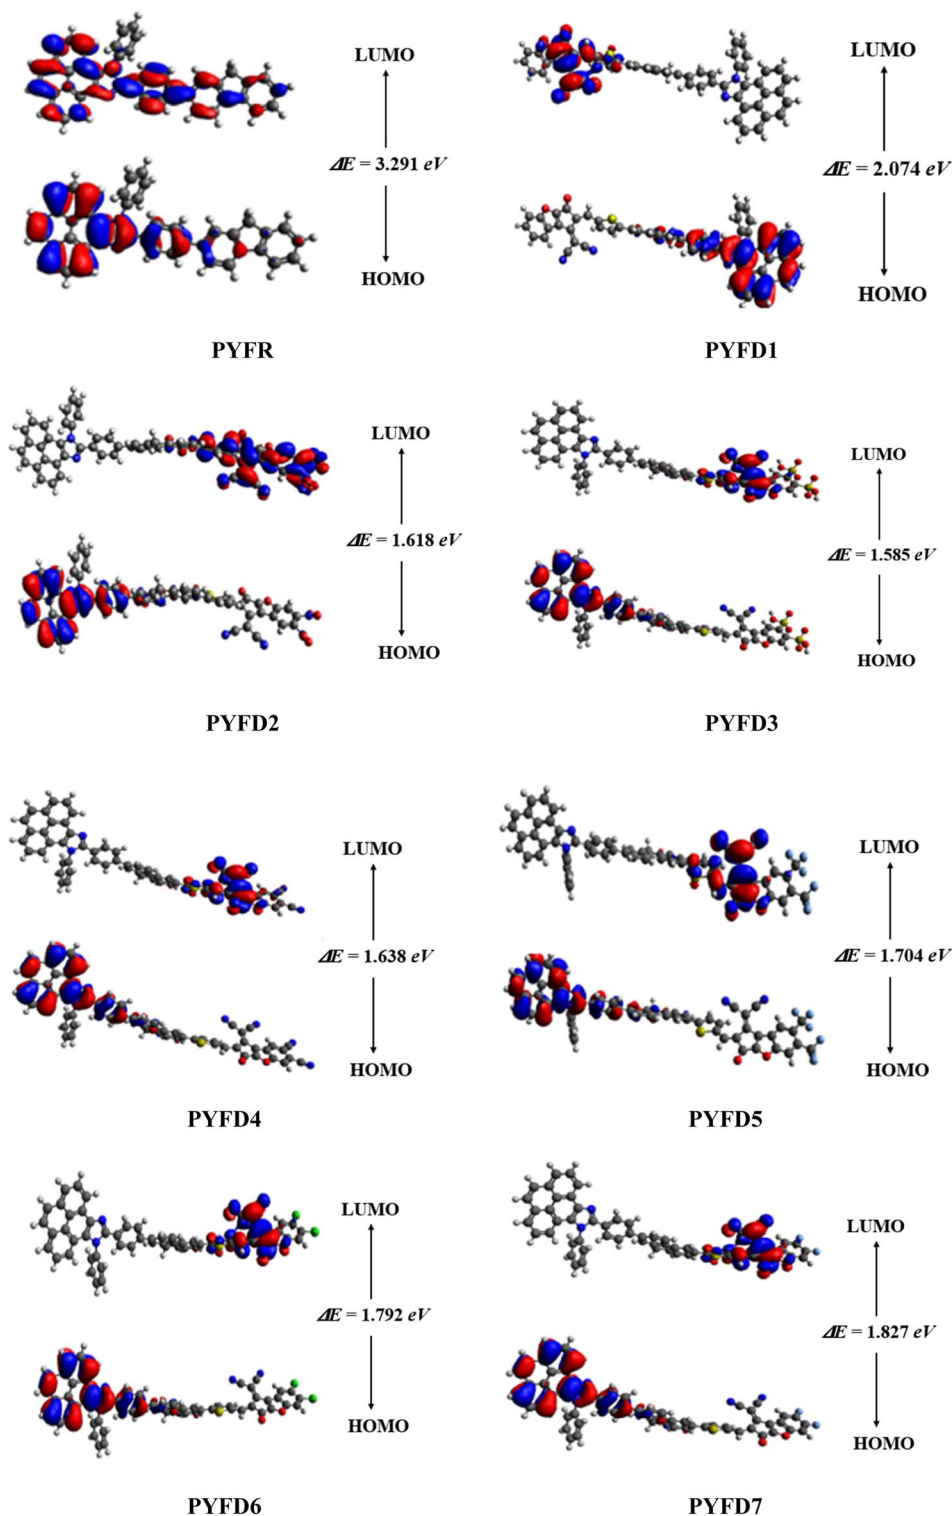 LUMO
ΔE = 3.291 eV
HOMO
PYFR
LUMO
ΔE = 2.074 eV
HOMO
PYFD1
LUMO
ΔE = 1.618 eV
HOMO
PYFD2
LUMO
ΔE = 1.585 eV
HOMO
PYFD3
LUMO
ΔE = 1.638 eV
HOMO
PYFD4
LUMO
ΔE = 1.704 eV
HOMO
PYFD5
LUMO
ΔE = 1.792 eV
HOMO
PYFD6
LUMO
ΔE = 1.827 eV
HOMO
PYFD7